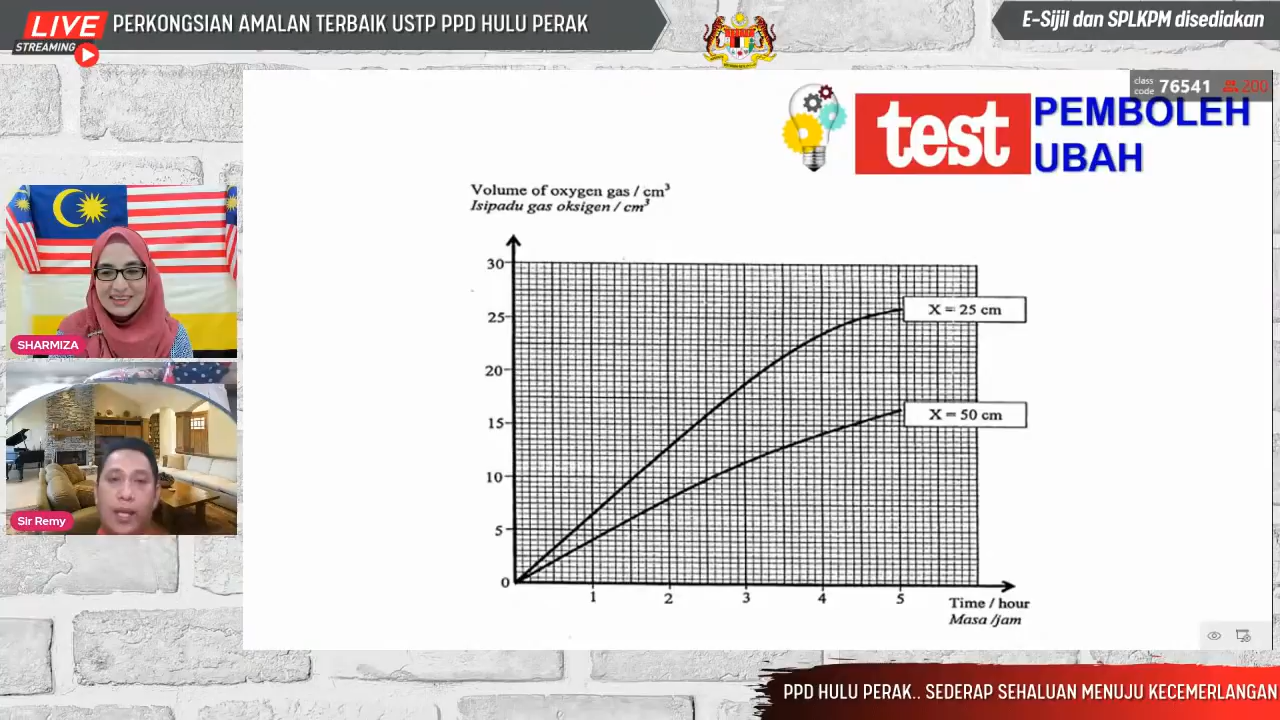 LIVE
STREAMING
PERKONGSIAN AMALAN TERBAIK USTP PPD HULU PERAK
E-Sijil dan SPLKPM disediakan
class
code 76541 200
test
PEMBOLEH
UBAH
Volume of oxygen gas / cm³
Isipadu gas oksigen / cm³
30
25
20
15
10
5
0
X = 25 cm
X = 50 cm
1 2 3 4 5
Time / hour
Masa /jam
SHARMIZA
Sir Remy
PPD HULU PERAK.. SEDERAP SEHALUAN MENUJU KECEMERLANGAN